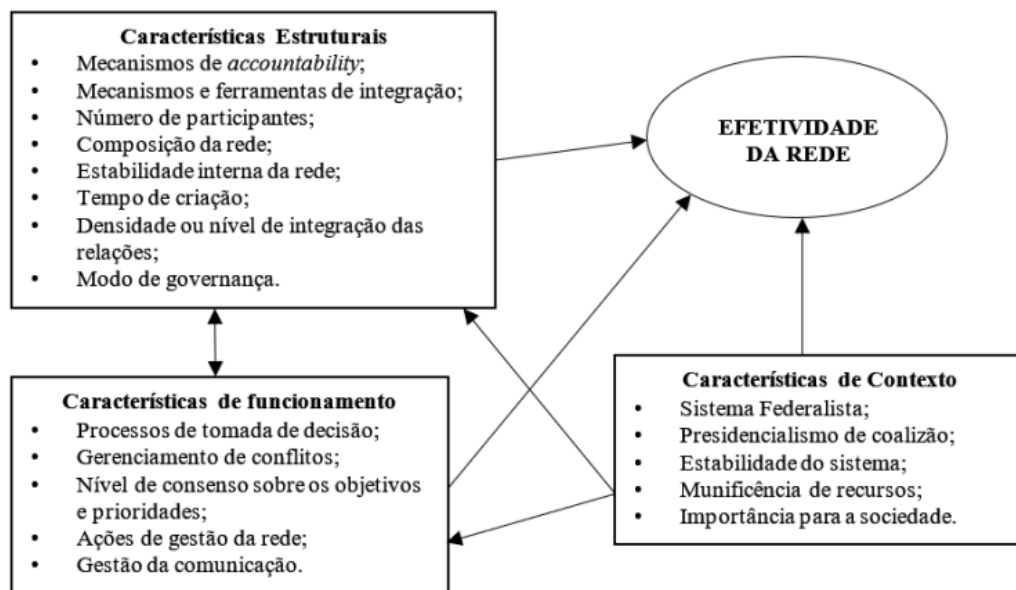 Características Estruturais
• Mecanismos de accountability;
• Mecanismos e ferramentas de integração;
• Número de participantes;
• Composição da rede;
• Estabilidade interna da rede;
• Tempo de criação;
• Densidade ou nível de integração das
relações;
• Modo de governança.
EFETIVIDADE
DA REDE
Características de funcionamento
• Processos de tomada de decisão;
• Gerenciamento de conflitos;
• Nível de consenso sobre os objetivos
e prioridades;
• Ações de gestão da rede;
• Gestão da comunicação.
Características de Contexto
• Sistema Federalista;
• Presidencialismo de coalizão;
• Estabilidade do sistema;
• Munificência de recursos;
• Importância para a sociedade.